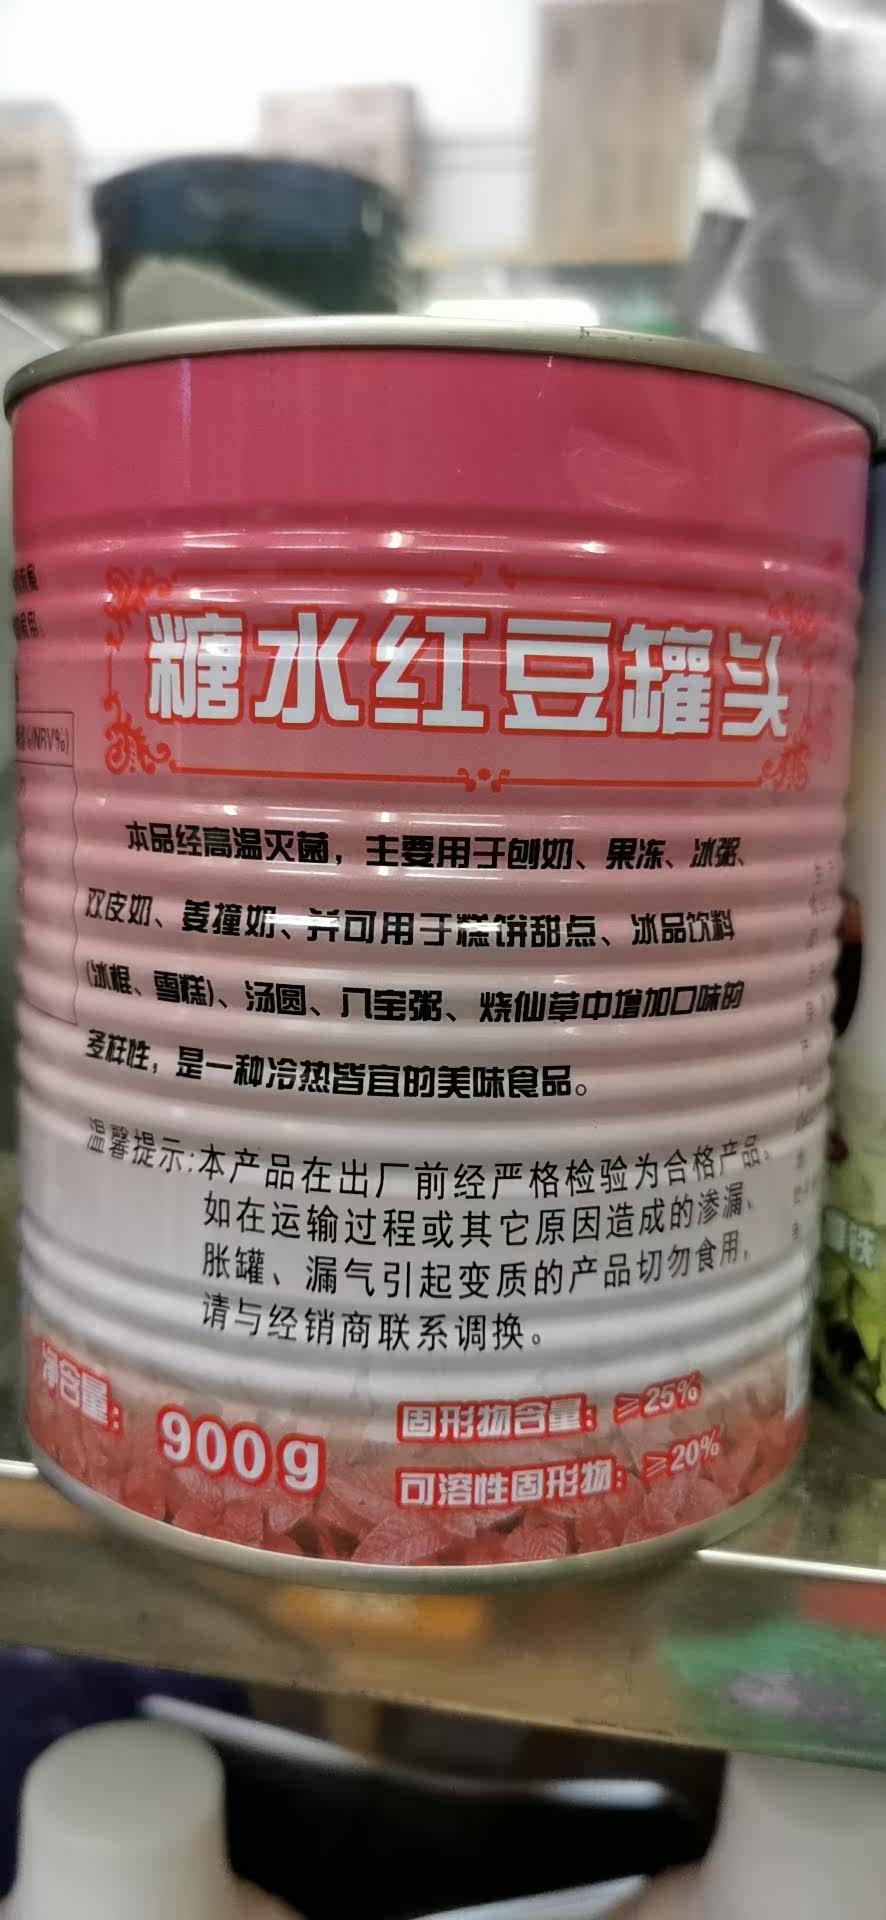 糖水红豆罐头
本品经高温灭菌，主要用于刨奶、果冻、冰粥、
双皮奶、姜撞奶、并可用于糕饼甜点、冰品饮料
(冰棍、雪糕)、汤圆、八宝粥、烧仙草中增加口味的
多样性，是一种冷热皆宜的美味食品。
温馨提示:本产品在出厂前经严格检验为合格产品。
如在运输过程或其它原因造成的渗漏、
胀罐、漏气引起变质的产品切勿食用，
请与经销商联系调换。
净含量：900g
固形物含量：≥25%
可溶性固形物：≥20%
NRV%)